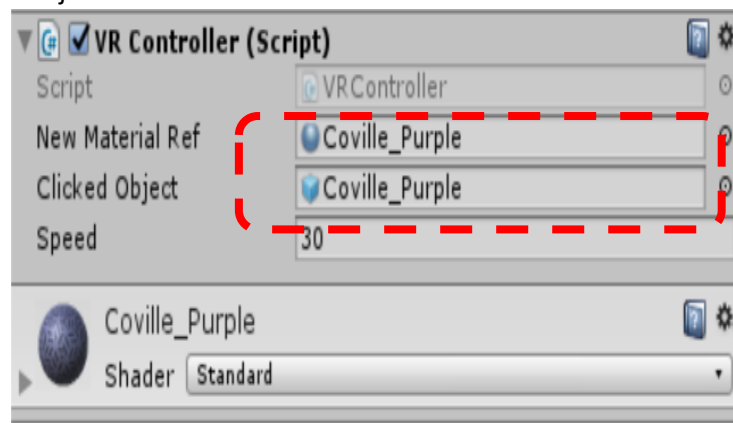 VR Controller (Script)
Script VRController
New Material Ref Coville_Purple
Clicked Object Coville_Purple
Speed 30
Coville_Purple
Shader Standard